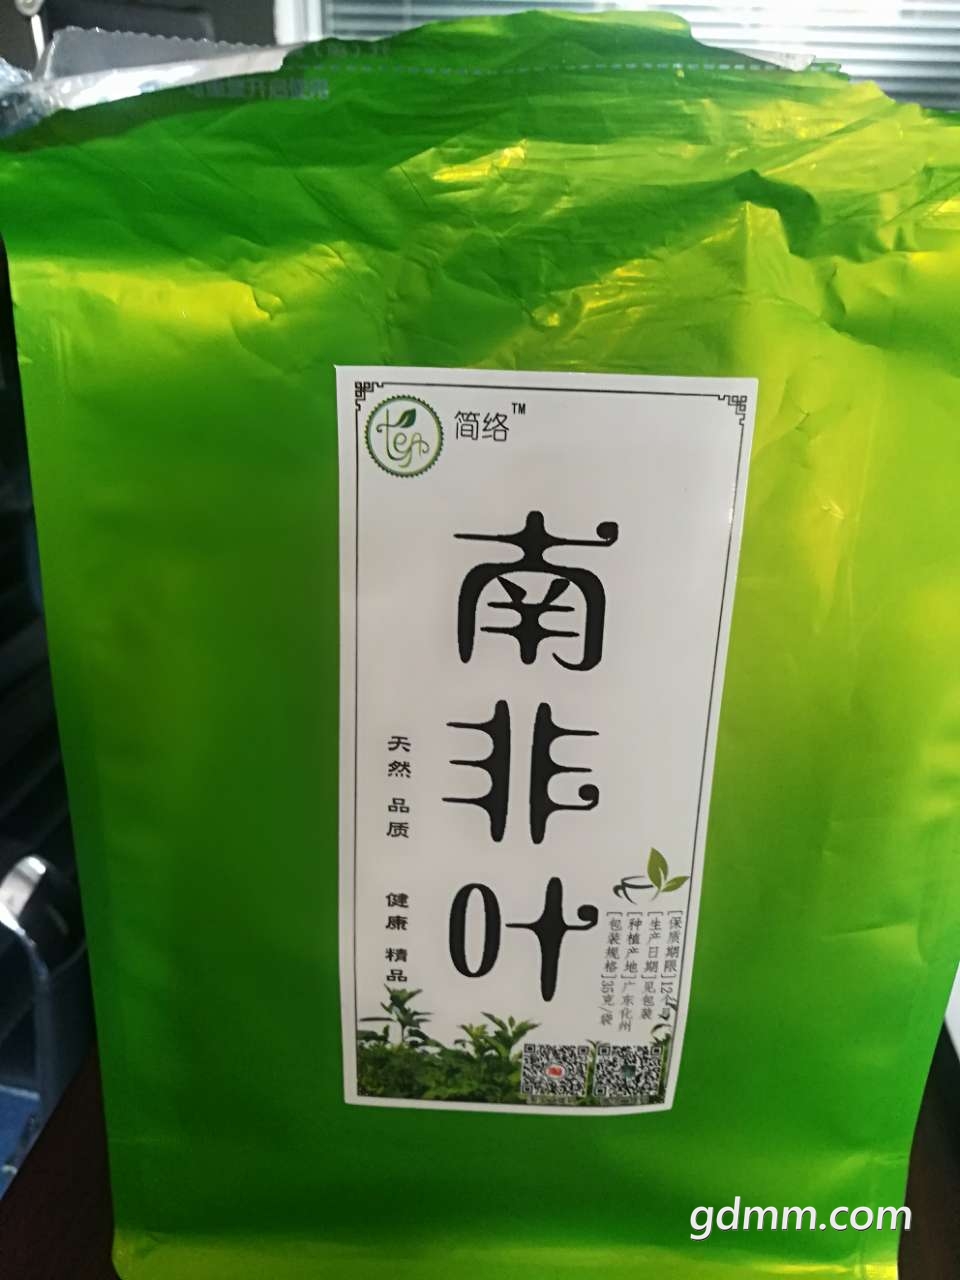 tea
简络™
南非叶
天然品质
健康精品
[保质期限]12个月
[生产日期]见包装
[种植产地]广东化州
[包装规格]35克/袋
gdmm.com